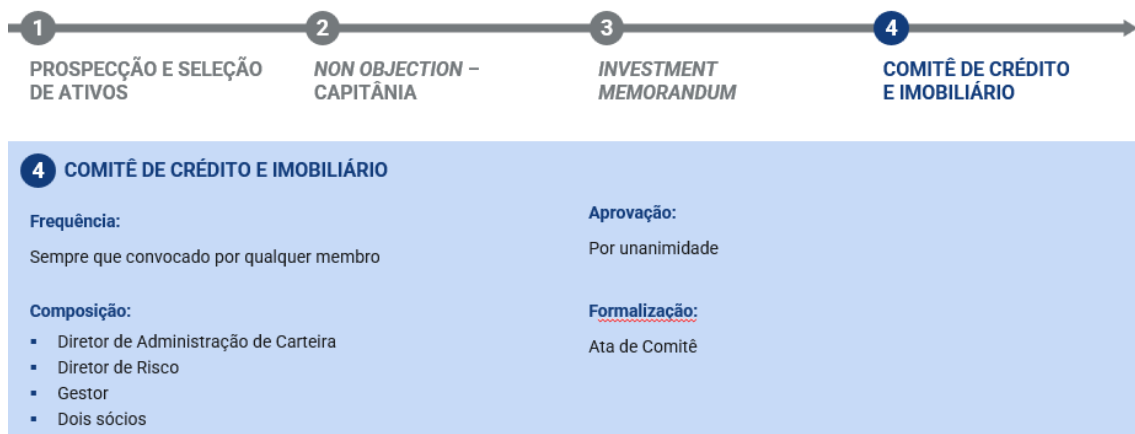 1
2
3
4
PROSPECÇÃO E SELEÇÃO
DE ATIVOS
NON OBJECTION –
CAPITÂNIA
INVESTMENT
MEMORANDUM
COMITÊ DE CRÉDITO
E IMOBILIÁRIO
4 COMITÊ DE CRÉDITO E IMOBILIÁRIO
Frequência:
Sempre que convocado por qualquer membro
Composição:
▪ Diretor de Administração de Carteira
▪ Diretor de Risco
▪ Gestor
▪ Dois sócios
Aprovação:
Por unanimidade
Formalização:
Ata de Comitê